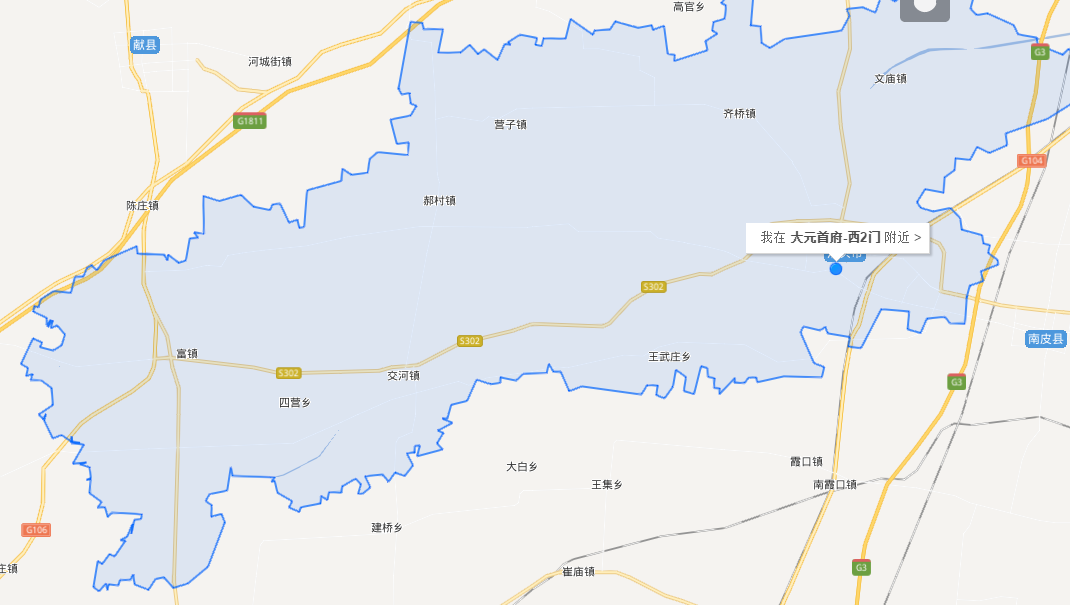 高官乡
献县
河城街镇
G3
文庙镇
齐桥镇
G1811
营子镇
G104
郝村镇
陈庄镇
我在 大元首府-西2门 附近 >
S302
S302
南皮县
富镇
王武庄乡
S302
交河镇
G3
四营乡
大白乡
霞口镇
王集乡
南霞口镇
G106
建桥乡
庄镇
崔庙镇
G3